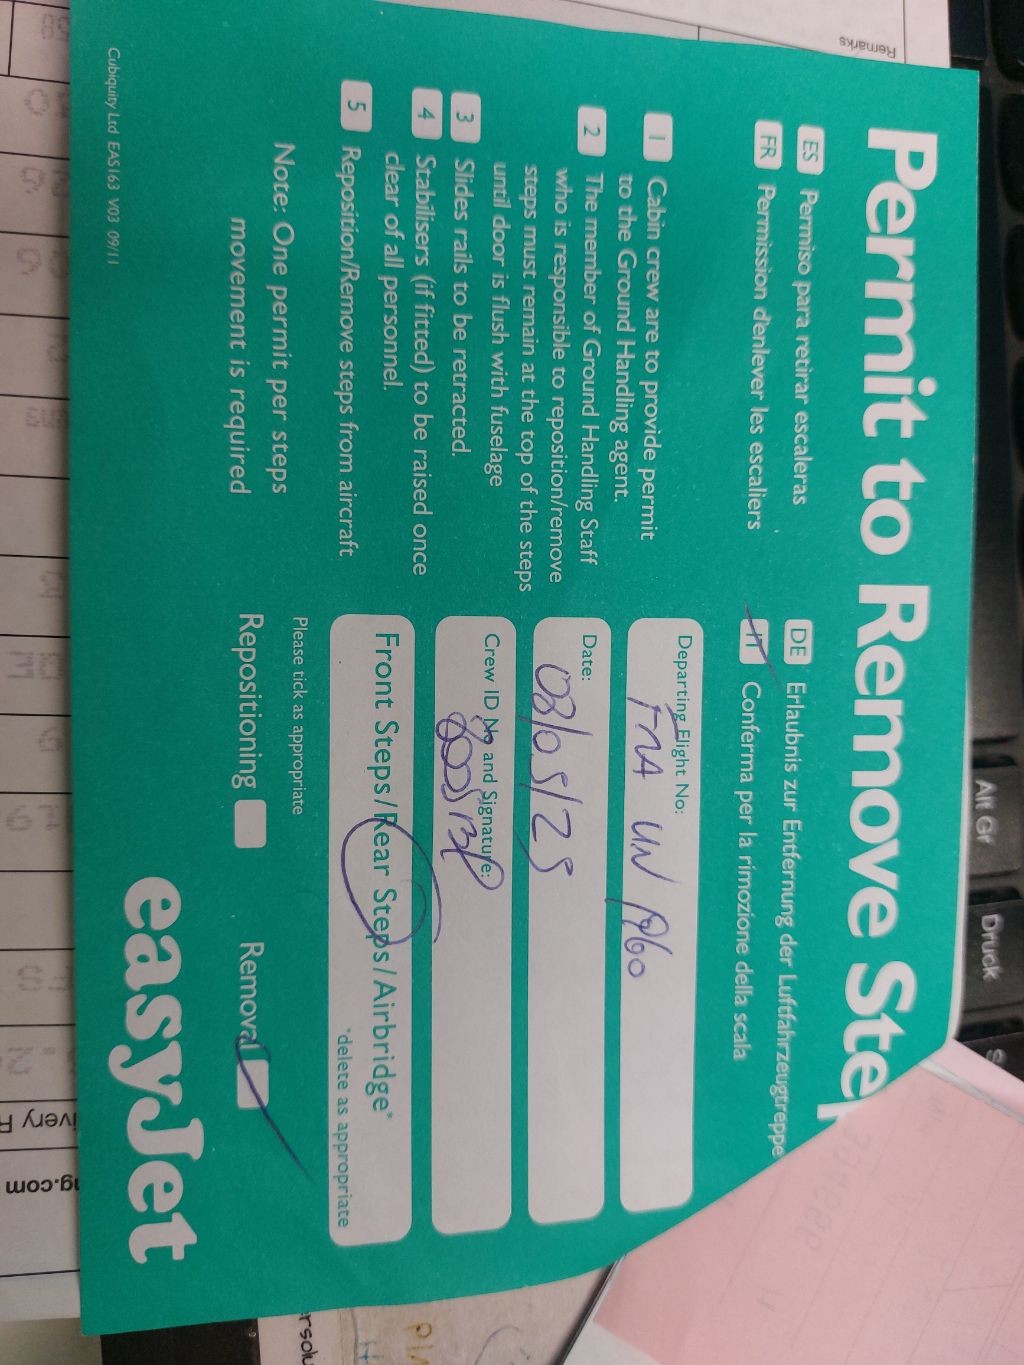 Permit to Remove Ste
ES Permiso para retirar escaleras
FR Permission d'enlever les escaliers
DE Erlaubnis zur Entfernung der Luftfahrzeugtreppe
IT Conferma per la rimozione della scala
1 Cabin crew are to provide permit
to the Ground Handling agent.
2 The member of Ground Handling Staff
who is responsible to reposition/remove
steps must remain at the top of the steps
until door is flush with fuselage
3 Slides rails to be retracted.
4 Stabilisers (if fitted) to be raised once
clear of all personnel.
5 Reposition/Remove steps from aircraft
Note: One permit per steps
movement is required
Departing Flight No:
Date:
08/05/25
Crew ID No and Signature:
Front Steps/Rear Steps/Airbridge*
*delete as appropriate
Please tick as appropriate
Repositioning
Removal
easyJet
Cubiquity Ltd EAS163 V03 09/11
Remarks
Alt Gr
Druck
ng.com